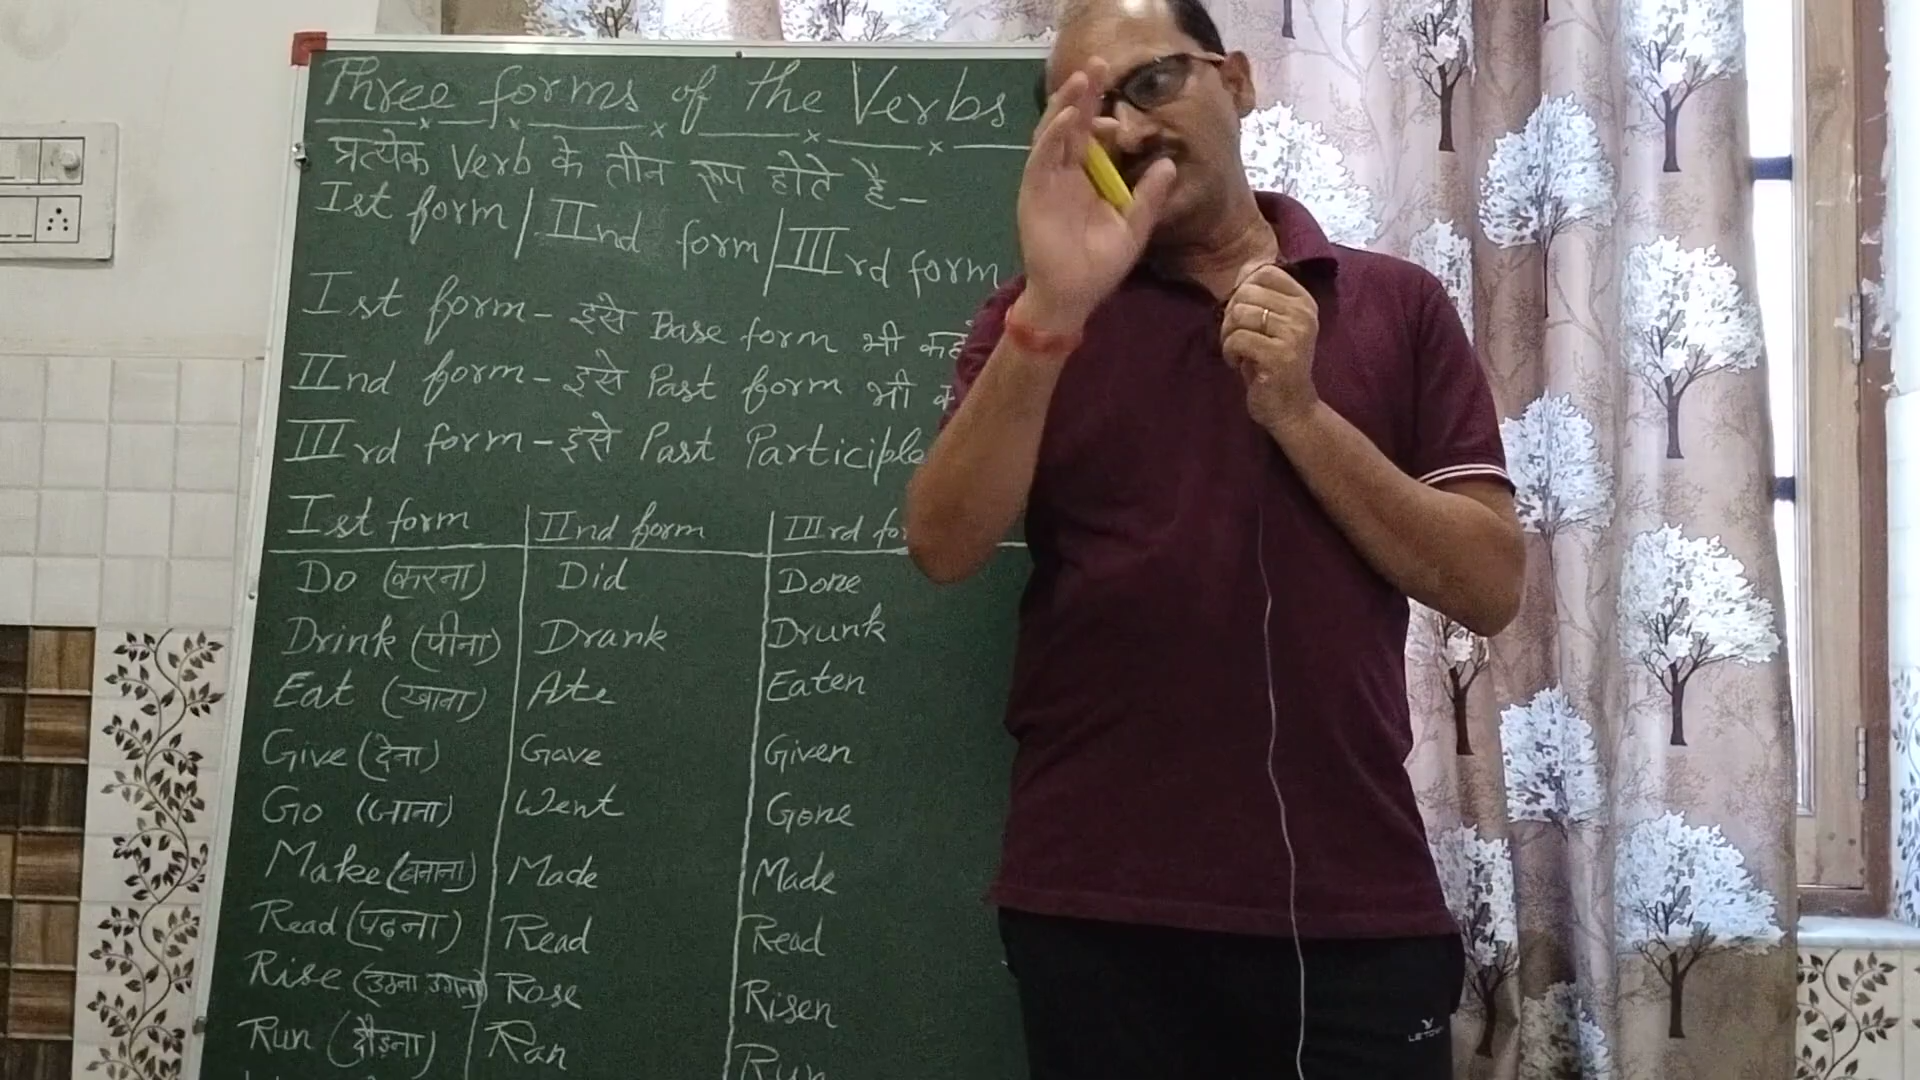 Three forms of the Verbs
प्रत्येक Verb के तीन रूप होते है-
Ist form / IInd form / IIIrd form
Ist form - इसे Base form भी
IInd form - इसे Past form भी
IIIrd form - इसे Past Participle
Ist form IInd form IIIrd
Do (करना) Did Done
Drink (पीना) Drank Drunk
Eat (खाना) Ate Eaten
Give (देना) Gave Given
Go (जाना) Went Gone
Make (बनाना) Made Made
Read (पढ़ना) Read Read
Rise (उठना उगना) Rose Risen
Run (दौड़ना) Ran Run